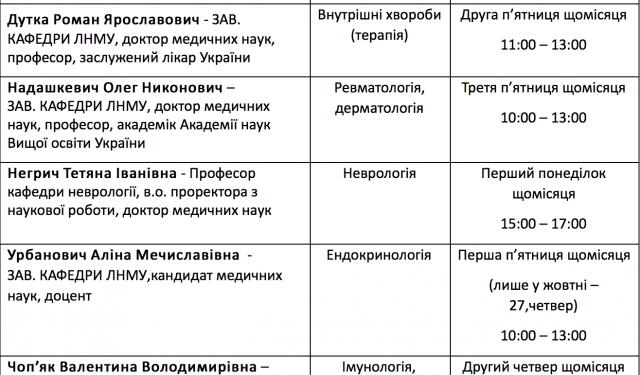 Дутка Роман Ярославович - ЗАВ.
КАФЕДРИ ЛНМУ, доктор медичних наук,
професор, заслужений лікар України
Внутрішні хвороби
(терапія)
Друга п’ятниця щомісяця
11:00 – 13:00
Надашкевич Олег Никонович –
ЗАВ. КАФЕДРИ ЛНМУ, доктор медичних
наук, професор, академік Академії наук
Вищої освіти України
Ревматологія,
дерматологія
Третя п’ятниця щомісяця
10:00 – 13:00
Негрич Тетяна Іванівна - Професор
кафедри неврології, в.о. проректора з
наукової роботи, доктор медичних наук
Неврологія
Перший понеділок
щомісяця
15:00 – 17:00
Урбанович Аліна Мечиславівна -
ЗАВ. КАФЕДРИ ЛНМУ,кандидат медичних
наук, доцент
Ендокринологія
Перша п’ятниця щомісяця
(лише у жовтні –
27,четвер)
10:00 – 13:00
Чоп’як Валентина Володимирівна –
Імунологія,
Другий четвер щомісяця